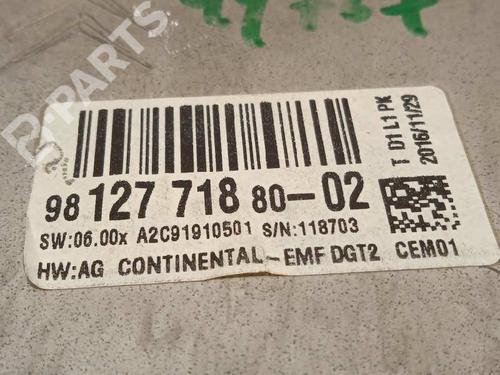 B-PARTS
98 127 718 80-02
SW:06.00x A2C91910501 S/N:118703
HW:AG CONTINENTAL-EMF DGT2 CEM01
T D1 L1 PK
2016/11/29